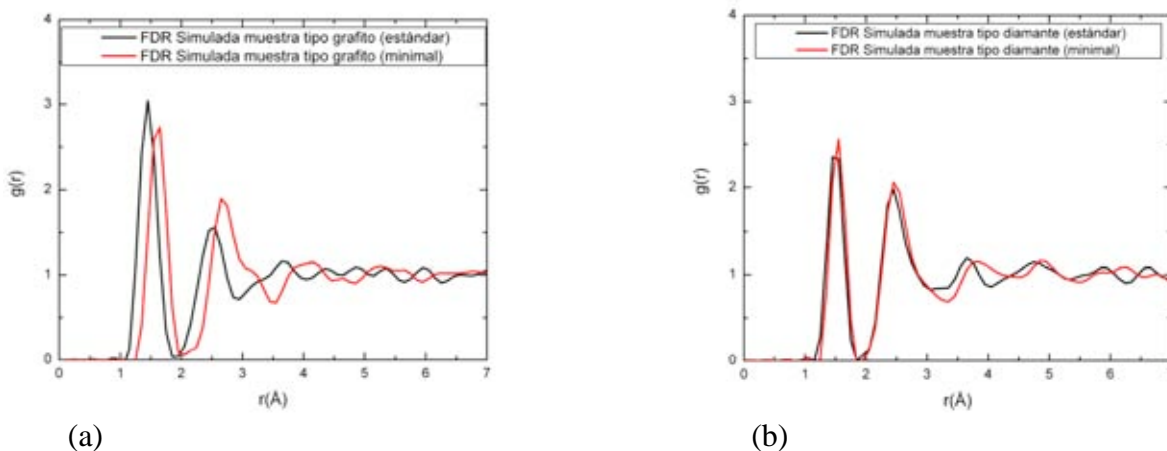 4
FDR Simulada muestra tipo grafito (estándar)
FDR Simulada muestra tipo grafito (minimal)
3
2
1
0
g(r)
0 1 2 3 4 5 6 7
r(Å)
(a)
4
FDR Simulada muestra tipo diamante (estándar)
FDR Simulada muestra tipo diamante (minimal)
3
2
1
0
g(r)
0 1 2 3 4 5 6
r(Å)
(b)